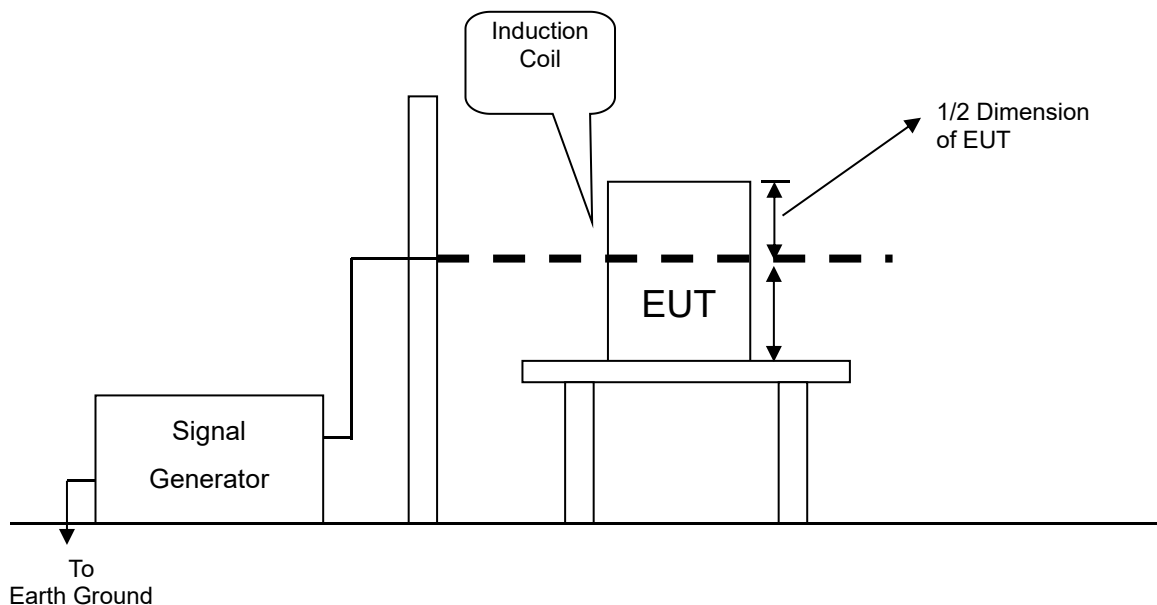 Induction
Coil
1/2 Dimension
of EUT
EUT
Signal
Generator
To
Earth Ground